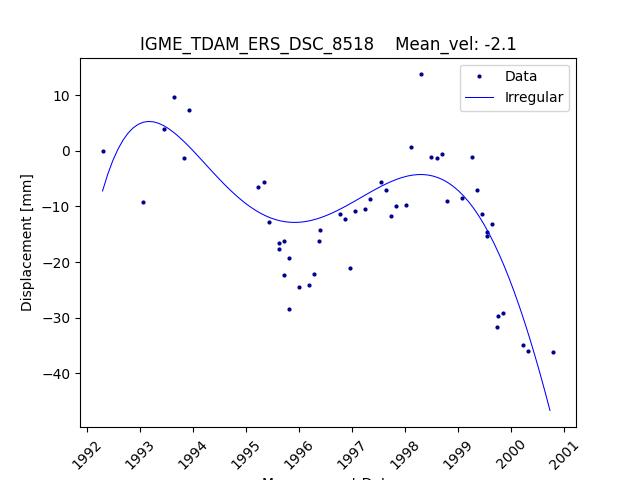 IGME_TDAM_ERS_DSC_8518    Mean_vel: -2.1
Data
Irregular
Displacement [mm]
10
0
−10
−20
−30
−40
1992 1993 1994 1995 1996 1997 1998 1999 2000 2001